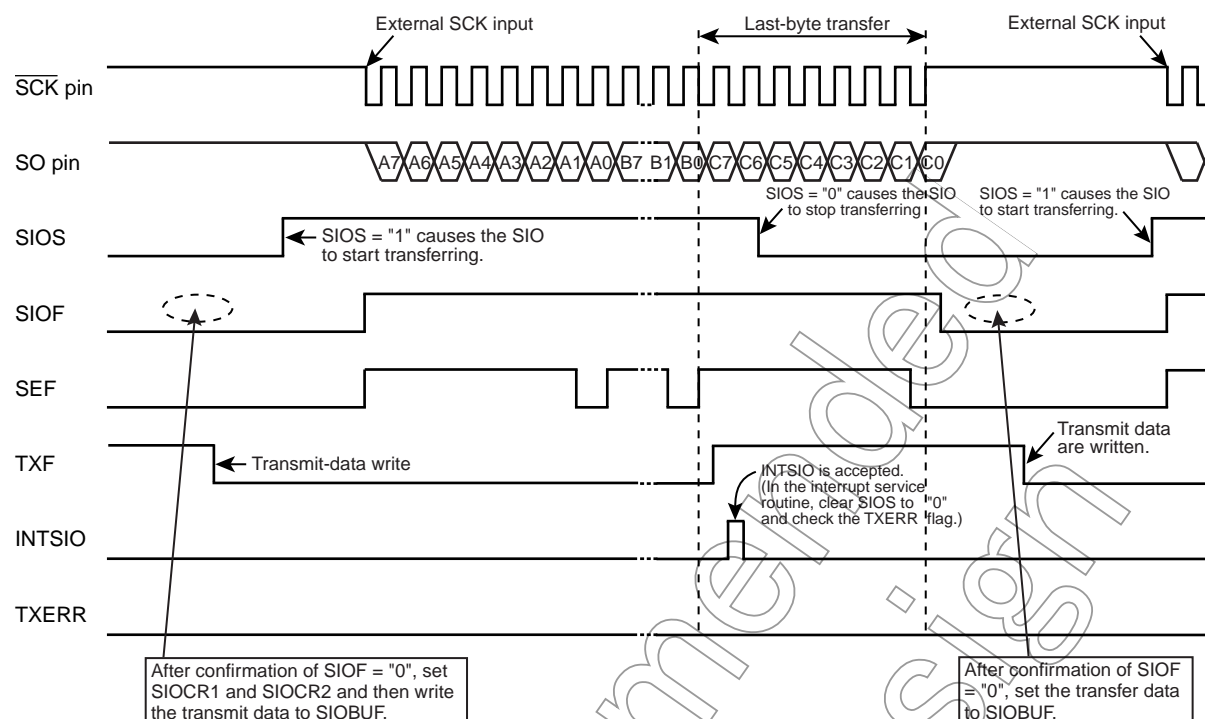 External SCK input
Last-byte transfer
External SCK input
SCK pin
SO pin
A7 A6 A5 A4 A3 A2 A1 A0 B7 B1 B0 C7 C6 C5 C4 C3 C2 C1 C0
SIOS = "0" causes the SIO
to stop transferring
SIOS = "1" causes the SIO
to start transferring.
SIOS
SIOS = "1" causes the SIO
to start transferring.
SIOF
SEF
TXF
Transmit-data write
Transmit data
are written.
INTSIO is accepted.
(In the interrupt service
routine, clear SIOS to "0"
and check the TXERR flag.)
INTSIO
TXERR
After confirmation of SIOF = "0", set
SIOCR1 and SIOCR2 and then write
the transmit data to SIOBUF.
After confirmation of SIOF
= "0", set the transfer data
to SIOBUF.